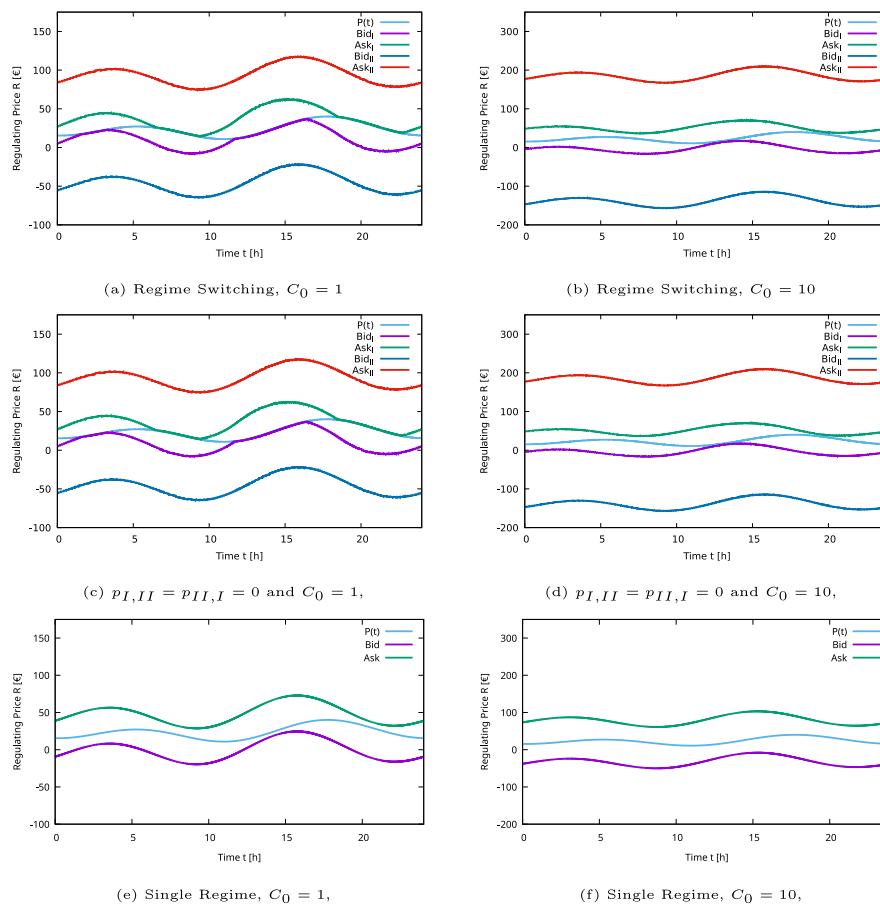 Regulating Price R [€]
150
100
50
0
-50
-100
0
5
10
15
20
Time t [h]
P(t)
Bid_I
Ask_I
Bid_II
Ask_II
(a) Regime Switching, C_0 = 1
Regulating Price R [€]
300
200
100
0
-100
-200
0
5
10
15
20
Time t [h]
P(t)
Bid_I
Ask_I
Bid_II
Ask_II
(b) Regime Switching, C_0 = 10
Regulating Price R [€]
150
100
50
0
-50
-100
0
5
10
15
20
Time t [h]
P(t)
Bid_I
Ask_I
Bid_II
Ask_II
(c) p_{I,II} = p_{II,I} = 0 and C_0 = 1,
Regulating Price R [€]
300
200
100
0
-100
-200
0
5
10
15
20
Time t [h]
P(t)
Bid_I
Ask_I
Bid_II
Ask_II
(d) p_{I,II} = p_{II,I} = 0 and C_0 = 10,
Regulating Price R [€]
150
100
50
0
-50
-100
0
5
10
15
20
Time t [h]
P(t)
Bid
Ask
(e) Single Regime, C_0 = 1,
Regulating Price R [€]
300
200
100
0
-100
-200
0
5
10
15
20
Time t [h]
P(t)
Bid
Ask
(f) Single Regime, C_0 = 10,